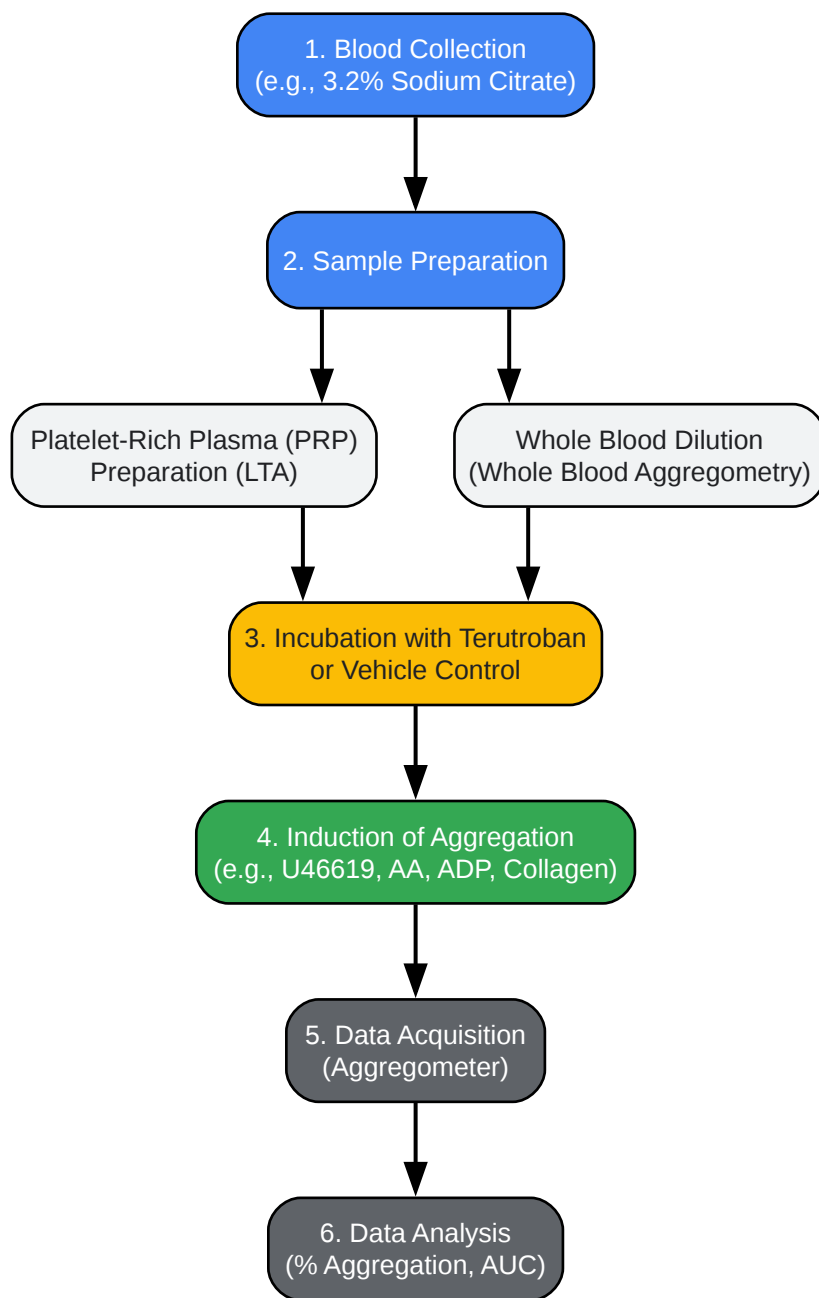 1. Blood Collection
(e.g., 3.2% Sodium Citrate)
2. Sample Preparation
Platelet-Rich Plasma (PRP)
Preparation (LTA)
Whole Blood Dilution
(Whole Blood Aggregometry)
3. Incubation with Terutroban
or Vehicle Control
4. Induction of Aggregation
(e.g., U46619, AA, ADP, Collagen)
5. Data Acquisition
(Aggregometer)
6. Data Analysis
(% Aggregation, AUC)